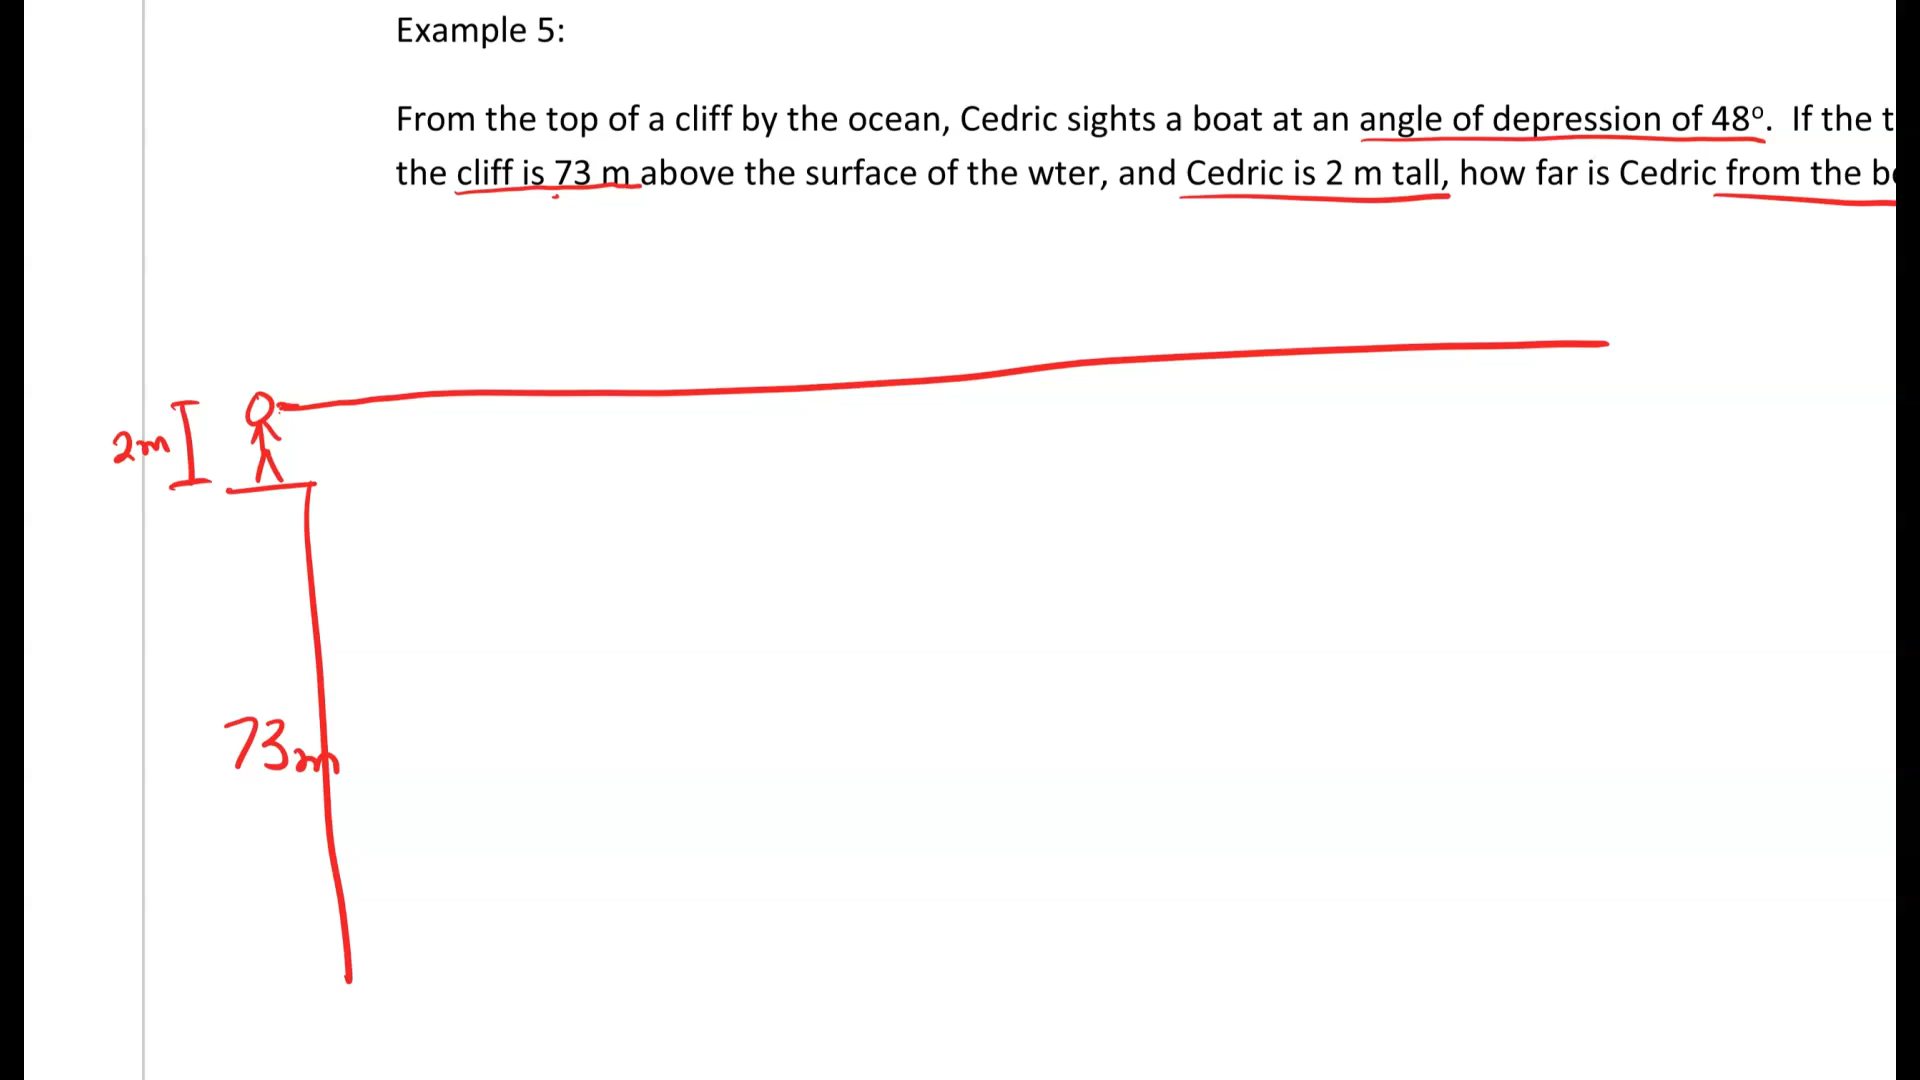 Example 5:
From the top of a cliff by the ocean, Cedric sights a boat at an angle of depression of 48°. If the t
the cliff is 73 m above the surface of the wter, and Cedric is 2 m tall, how far is Cedric from the b
2m
73m